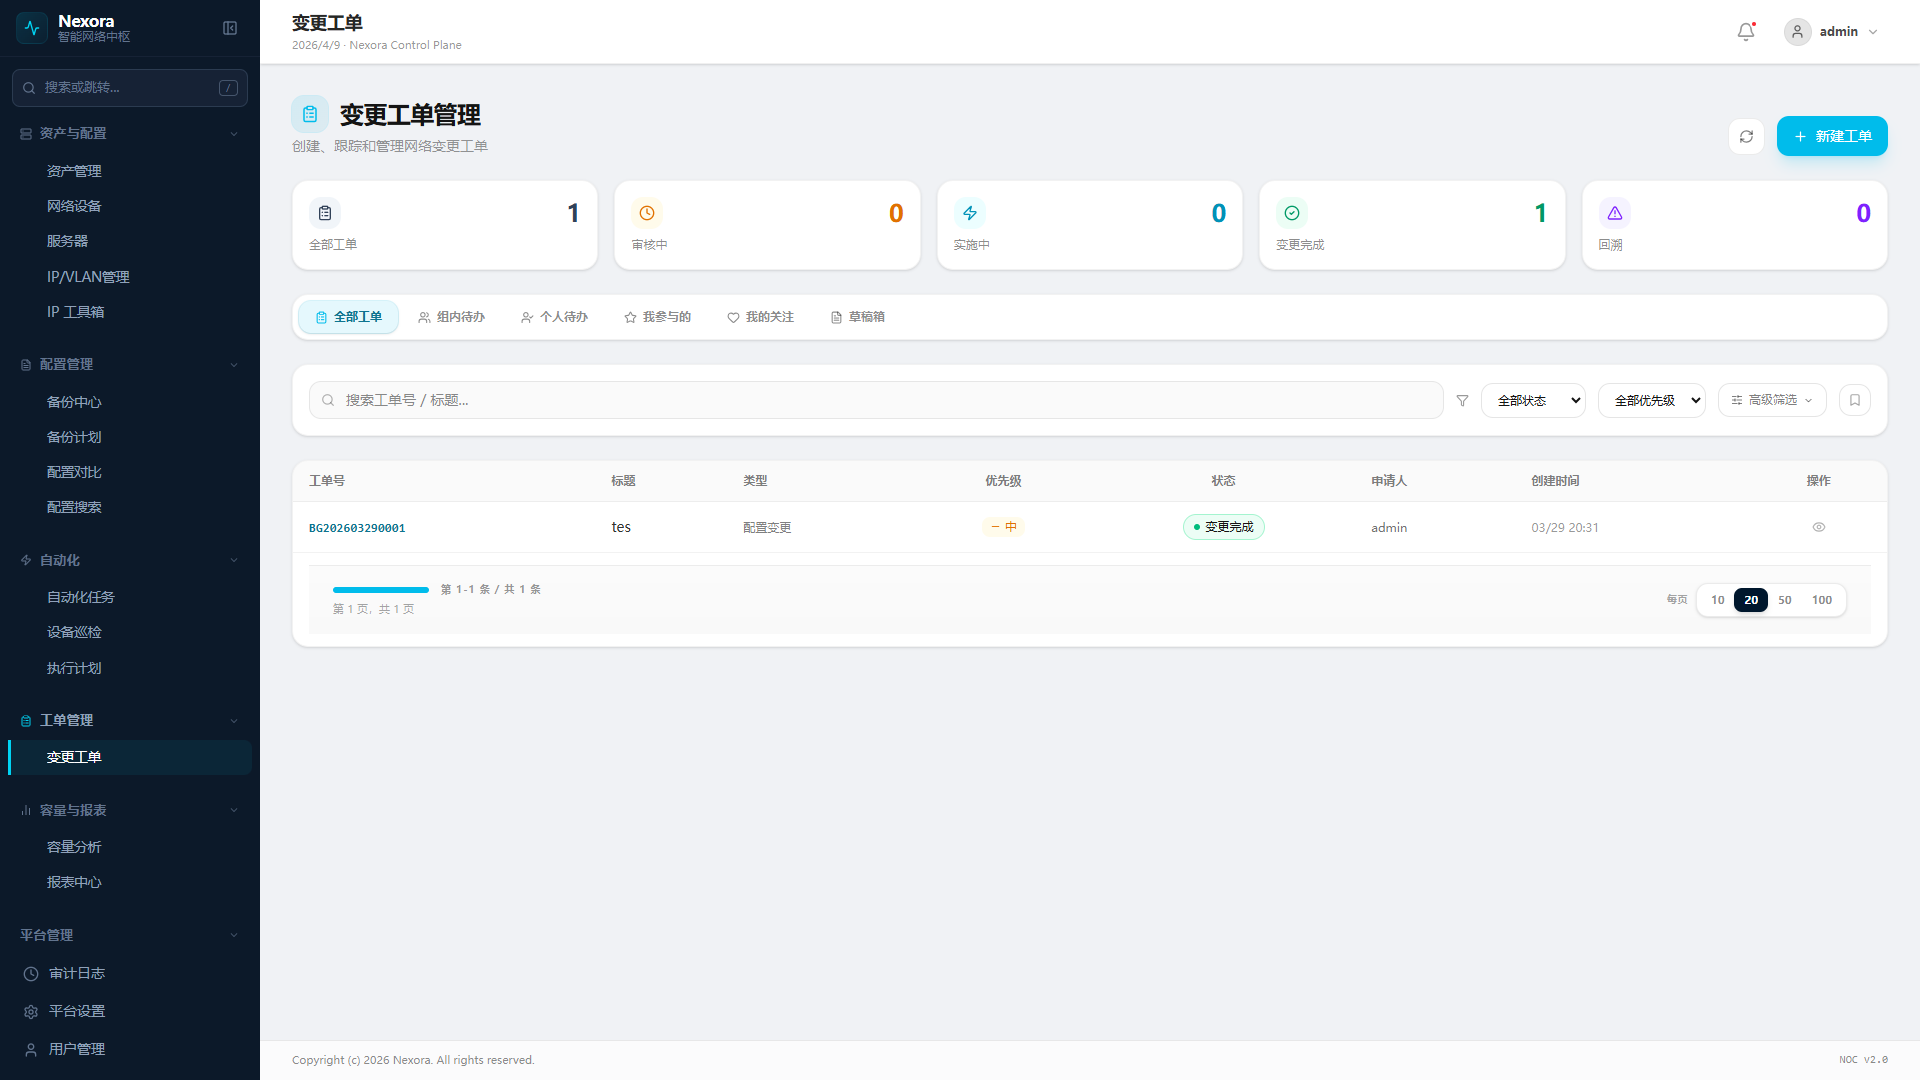 Nexora
智能网络中枢
搜索或跳转...
/
资产与配置
资产管理
网络设备
服务器
IP/VLAN管理
IP 工具箱
配置管理
备份中心
备份计划
配置对比
配置搜索
自动化
自动化任务
设备巡检
执行计划
工单管理
变更工单
容量与报表
容量分析
报表中心
平台管理
审计日志
平台设置
用户管理
变更工单
2026/4/9 · Nexora Control Plane
admin
变更工单管理
创建、跟踪和管理网络变更工单
新建工单
1
全部工单
0
审核中
0
实施中
1
变更完成
0
回溯
全部工单 组内待办 个人待办 我参与的 我的关注 草稿箱
搜索工单号 / 标题...
全部状态
全部优先级
高级筛选
工单号 标题 类型 优先级 状态 申请人 创建时间 操作
BG202603290001 tes 配置变更 中 变更完成 admin 03/29 20:31
第 1-1 条 / 共 1 条
第 1 页，共 1 页
每页 10 20 50 100
Copyright (c) 2026 Nexora. All rights reserved.
NOC v2.0